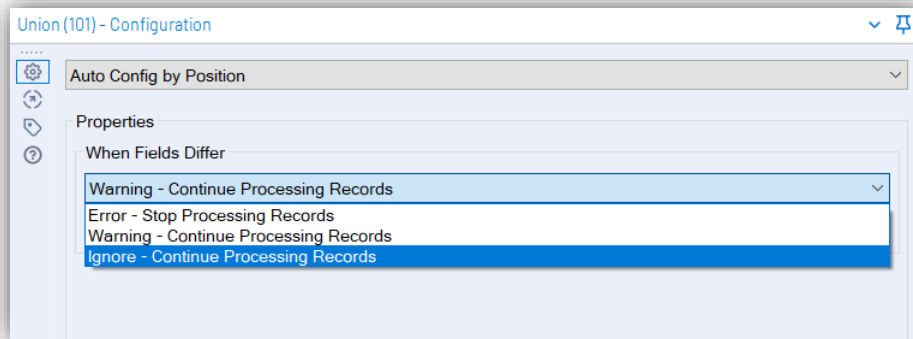 Union (101) - Configuration
Auto Config by Position
Properties
When Fields Differ
Warning - Continue Processing Records
Error - Stop Processing Records
Warning - Continue Processing Records
Ignore - Continue Processing Records